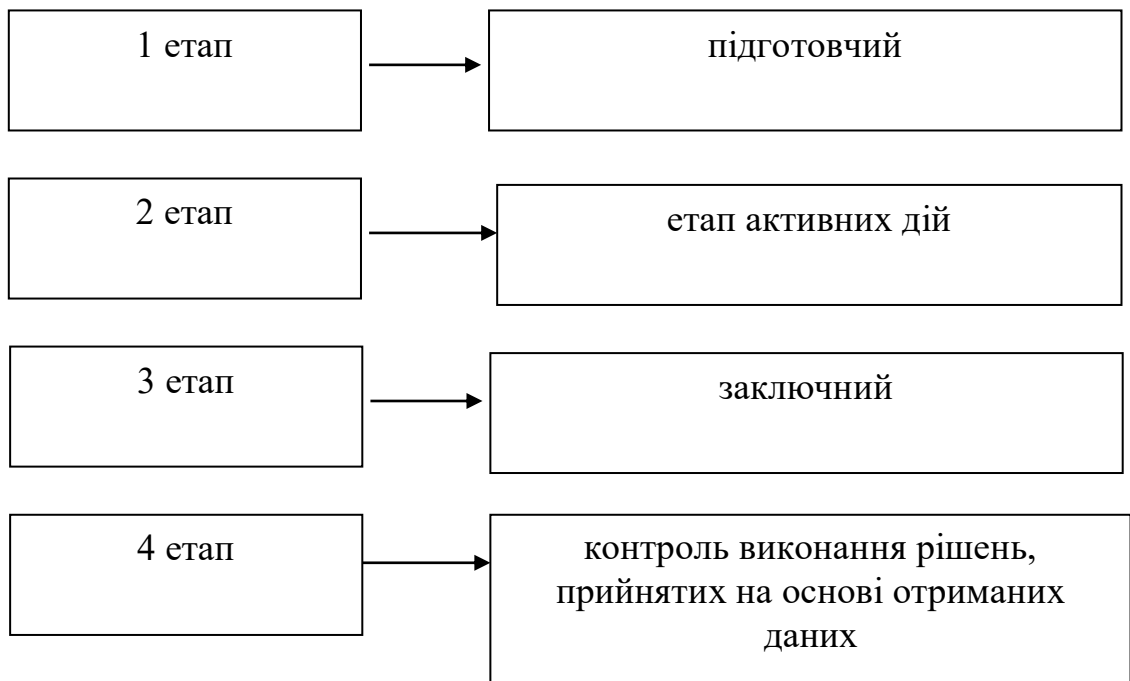 1 етап
підготовчий
2 етап
етап активних дій
3 етап
заключний
4 етап
контроль виконання рішень,
прийнятих на основі отриманих
даних